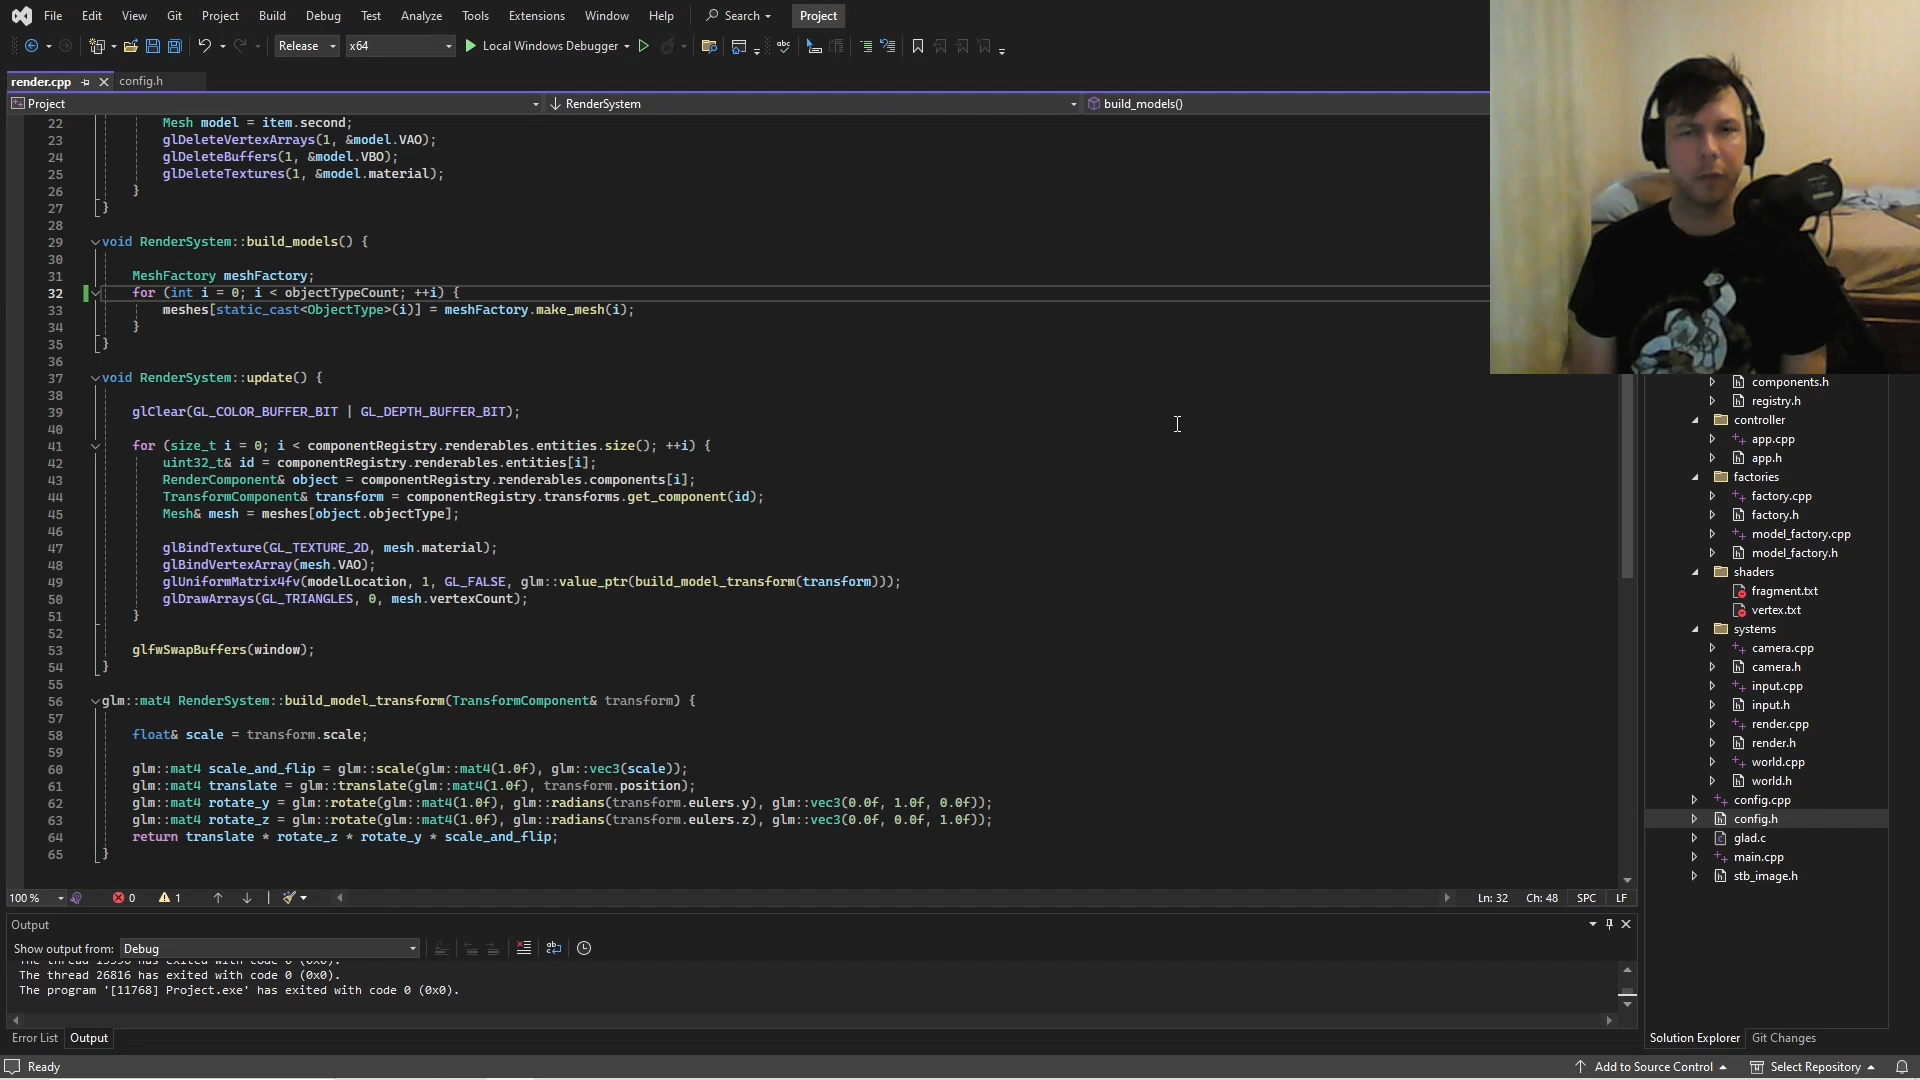 File Edit View Git Project Build Debug Test Analyze Tools Extensions Window Help Search Project
Release x64 Local Windows Debugger
render.cpp config.h
Project RenderSystem build_models()
22 Mesh model = item.second;
23 glDeleteVertexArrays(1, &model.VAO);
24 glDeleteBuffers(1, &model.VBO);
25 glDeleteTextures(1, &model.material);
26 }
27 }
28
29 void RenderSystem::build_models() {
30
31 MeshFactory meshFactory;
32 for (int i = 0; i < objectTypeCount; ++i) {
33 meshes[static_cast<ObjectType>(i)] = meshFactory.make_mesh(i);
34 }
35 }
36
37 void RenderSystem::update() {
38
39 glClear(GL_COLOR_BUFFER_BIT | GL_DEPTH_BUFFER_BIT);
40
41 for (size_t i = 0; i < componentRegistry.renderables.entities.size(); ++i) {
42 uint32_t& id = componentRegistry.renderables.entities[i];
43 RenderComponent& object = componentRegistry.renderables.components[i];
44 TransformComponent& transform = componentRegistry.transforms.get_component(id);
45 Mesh& mesh = meshes[object.objectType];
46
47 glBindTexture(GL_TEXTURE_2D, mesh.material);
48 glBindVertexArray(mesh.VAO);
49 glUniformMatrix4fv(modelLocation, 1, GL_FALSE, glm::value_ptr(build_model_transform(transform)));
50 glDrawArrays(GL_TRIANGLES, 0, mesh.vertexCount);
51 }
52
53 glfwSwapBuffers(window);
54 }
55
56 glm::mat4 RenderSystem::build_model_transform(TransformComponent& transform) {
57
58 float& scale = transform.scale;
59
60 glm::mat4 scale_and_flip = glm::scale(glm::mat4(1.0f), glm::vec3(scale));
61 glm::mat4 translate = glm::translate(glm::mat4(1.0f), transform.position);
62 glm::mat4 rotate_y = glm::rotate(glm::mat4(1.0f), glm::radians(transform.eulers.y), glm::vec3(0.0f, 1.0f, 0.0f));
63 glm::mat4 rotate_z = glm::rotate(glm::mat4(1.0f), glm::radians(transform.eulers.z), glm::vec3(0.0f, 0.0f, 1.0f));
64 return translate * rotate_z * rotate_y * scale_and_flip;
65 }
100 % 0 1 Ln: 32 Ch: 48 SPC LF
Output
Show output from: Debug
The thread 26816 has exited with code 0 (0x0).
The program '[11768] Project.exe' has exited with code 0 (0x0).
Error List Output
components.h
registry.h
controller
app.cpp
app.h
factories
factory.cpp
factory.h
model_factory.cpp
model_factory.h
shaders
fragment.txt
vertex.txt
systems
camera.cpp
camera.h
input.cpp
input.h
render.cpp
render.h
world.cpp
world.h
config.cpp
config.h
glad.c
main.cpp
stb_image.h
Solution Explorer Git Changes
Ready Add to Source Control Select Repository